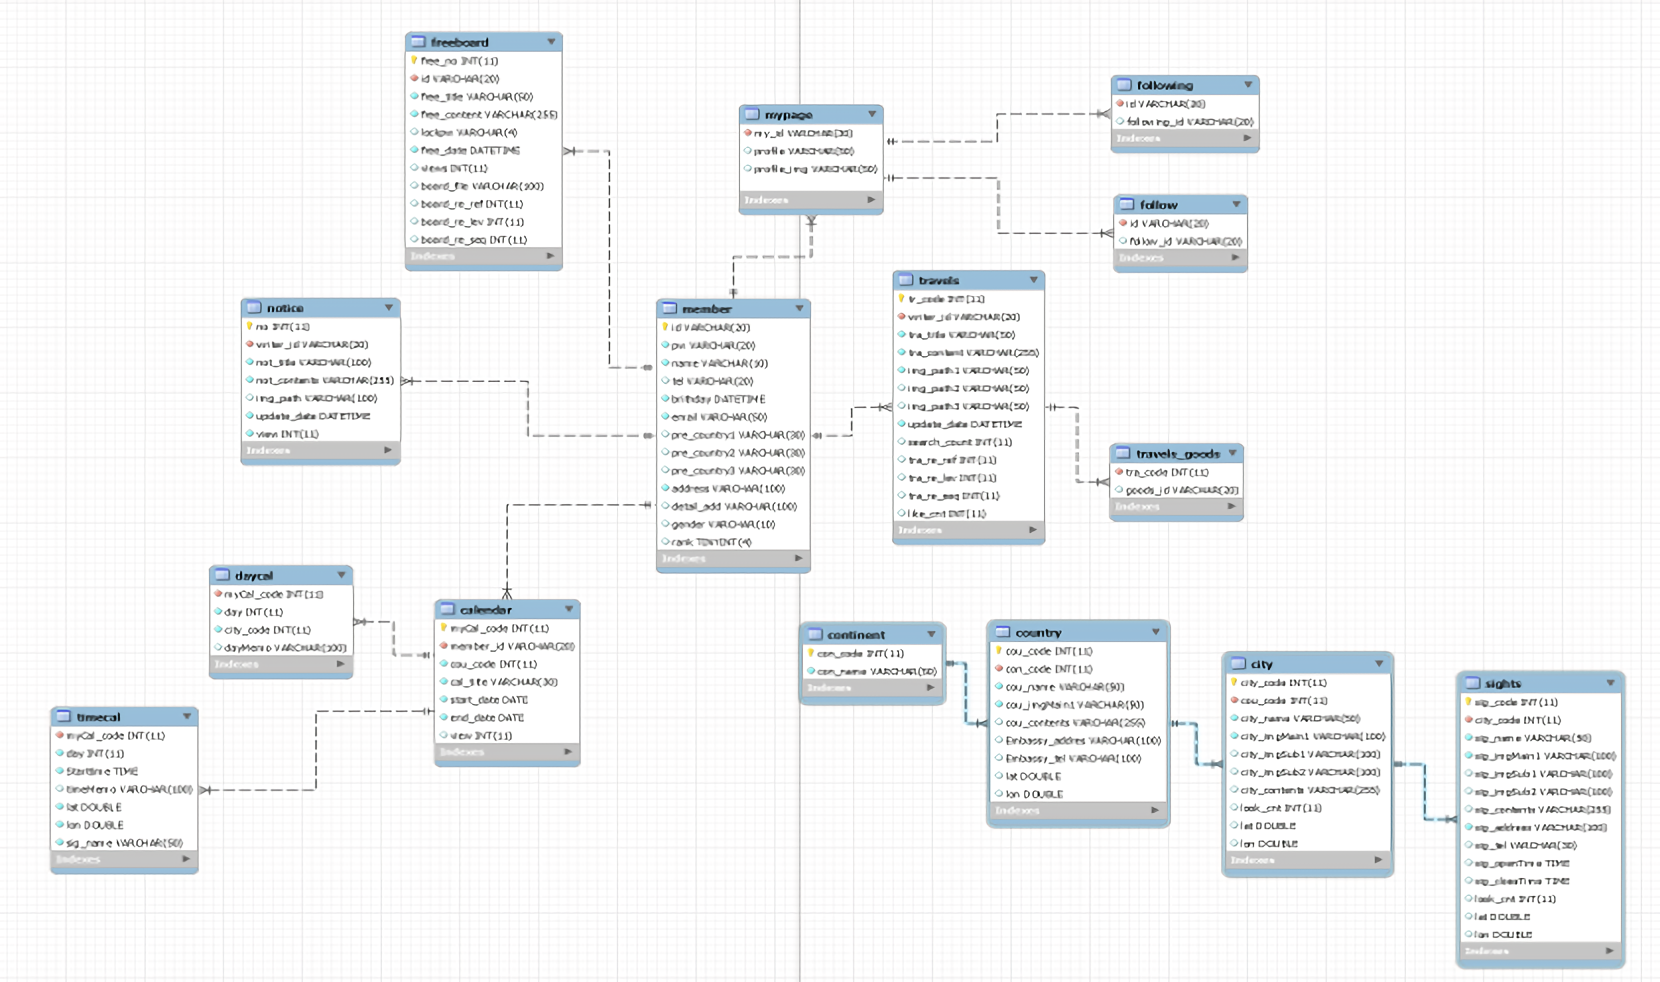 freeboard
free_no INT(11)
id VARCHAR(20)
free_title VARCHAR(50)
free_content VARCHAR(255)
lockpw VARCHAR(4)
free_date DATETIME
views INT(11)
board_file VARCHAR(100)
board_re_ref INT(11)
board_re_lev INT(11)
board_re_seq INT(11)
Indexes
mypage
my_id VARCHAR(20)
profile VARCHAR(50)
profile_img VARCHAR(50)
Indexes
following
id VARCHAR(20)
following_id VARCHAR(20)
Indexes
follow
id VARCHAR(20)
follow_id VARCHAR(20)
Indexes
notice
no INT(11)
writer_id VARCHAR(20)
not_title VARCHAR(100)
not_contents VARCHAR(255)
img_path VARCHAR(100)
update_date DATETIME
view INT(11)
Indexes
member
id VARCHAR(20)
pw VARCHAR(20)
name VARCHAR(10)
tel VARCHAR(20)
birthday DATETIME
email VARCHAR(50)
pre_country1 VARCHAR(30)
pre_country2 VARCHAR(30)
pre_country3 VARCHAR(30)
address VARCHAR(100)
detail_add VARCHAR(100)
gender VARCHAR(10)
rank TINYINT(4)
Indexes
travels
tr_code INT(11)
writer_id VARCHAR(20)
tra_title VARCHAR(50)
tra_content VARCHAR(255)
img_path1 VARCHAR(50)
img_path2 VARCHAR(50)
img_path3 VARCHAR(50)
update_date DATETIME
search_count INT(11)
tra_re_ref INT(11)
tra_re_lev INT(11)
tra_re_seq INT(11)
like_cnt INT(11)
Indexes
travels_goods
tra_code INT(11)
goods_id VARCHAR(20)
Indexes
daycal
myCal_code INT(11)
day INT(11)
city_code INT(11)
dayMemo VARCHAR(100)
Indexes
calendar
myCal_code INT(11)
member_id VARCHAR(20)
cou_code INT(11)
cal_title VARCHAR(30)
start_date DATE
end_date DATE
view INT(11)
Indexes
timecal
myCal_code INT(11)
day INT(11)
Starttime TIME
timeMemo VARCHAR(100)
lat DOUBLE
lon DOUBLE
sig_name VARCHAR(50)
Indexes
continent
con_code INT(11)
con_name VARCHAR(50)
Indexes
country
cou_code INT(11)
con_code INT(11)
cou_name VARCHAR(50)
cou_imgMain1 VARCHAR(50)
cou_contents VARCHAR(255)
Embassy_addres VARCHAR(100)
Embassy_tel VARCHAR(100)
lat DOUBLE
lon DOUBLE
Indexes
city
city_code INT(11)
cou_code INT(11)
city_name VARCHAR(50)
city_imgMain1 VARCHAR(100)
city_imgSub1 VARCHAR(100)
city_imgSub2 VARCHAR(100)
city_contents VARCHAR(255)
look_cnt INT(11)
lat DOUBLE
lon DOUBLE
Indexes
sights
sig_code INT(11)
city_code INT(11)
sig_name VARCHAR(50)
sig_imgMain1 VARCHAR(100)
sig_imgSub1 VARCHAR(100)
sig_imgSub2 VARCHAR(100)
sig_contents VARCHAR(255)
sig_address VARCHAR(100)
sig_tel VARCHAR(30)
sig_openTime TIME
sig_closeTime TIME
look_cnt INT(11)
lat DOUBLE
lon DOUBLE
Indexes